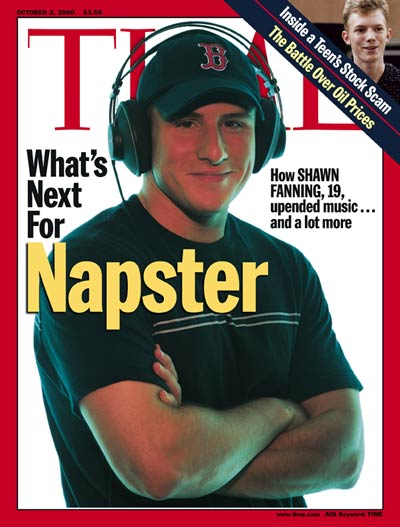 OCTOBER 2, 2000 $3.50
TIME
Inside a Teen's Stock Scam
The Battle Over Oil Prices
B
What's
Next
For
Napster
How SHAWN
FANNING, 19,
upended music ...
and a lot more
www.time.com AOL Keyword: TIME